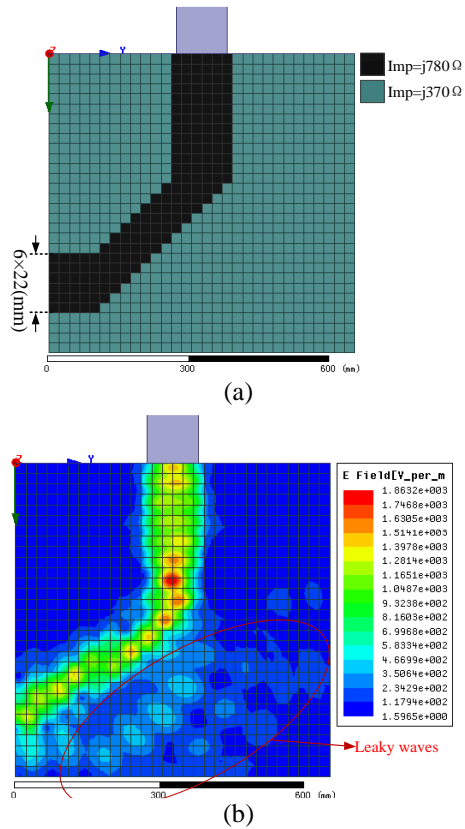 Z
Y
Imp=j780 Ω
Imp=j370 Ω
6×22(mm)
0
300
600
(mm)
(a)
Z
Y
E Field[V_per_m
1.8632e+003
1.7468e+003
1.6305e+003
1.5141e+003
1.3978e+003
1.2814e+003
1.1651e+003
1.0487e+003
9.3238e+002
8.1603e+002
6.9968e+002
5.8334e+002
4.6699e+002
3.5064e+002
2.3429e+002
1.1794e+002
1.5965e+000
Leaky waves
0
300
600
(mm)
(b)